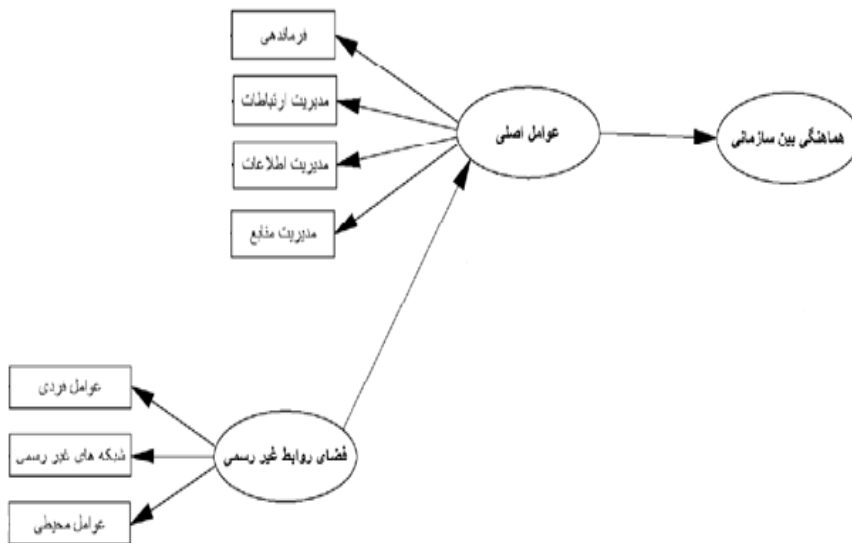 فرماندهی
مدیریت ارتباطات
عوامل اصلی
هماهنگی بین سازمانی
مدیریت اطلاعات
مدیریت منابع
عوامل فردی
فضای روابط غیر رسمی
شبکه های غیر رسمی
عوامل محیطی